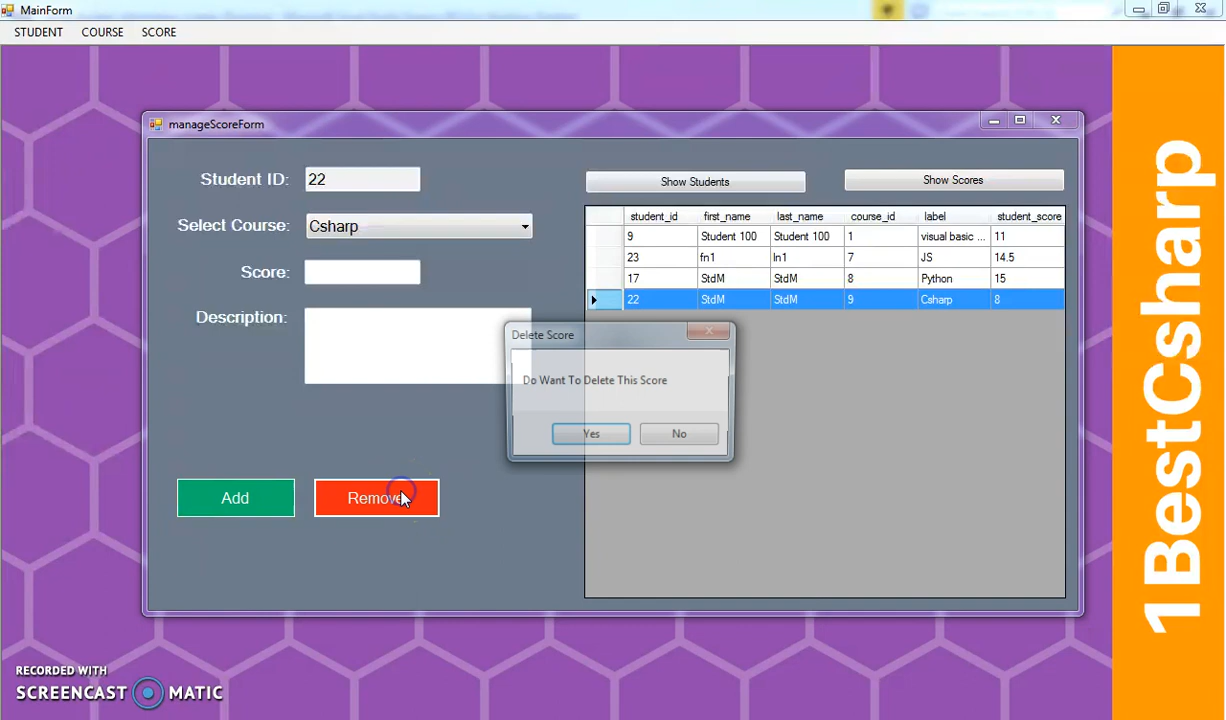 MainForm
STUDENT COURSE SCORE
manageScoreForm
Student ID: 22
Select Course: Csharp
Score:
Description:
Add Remove
Show Students Show Scores
student_id first_name last_name course_id label student_score
9 Student 100 Student 100 1 visual basic ... 11
23 fn1 ln1 7 JS 14.5
17 StdM StdM 8 Python 15
22 StdM StdM 9 Csharp 8
Delete Score
Do Want To Delete This Score
Yes No
1BestCsharp
RECORDED WITH
SCREENCAST MATIC